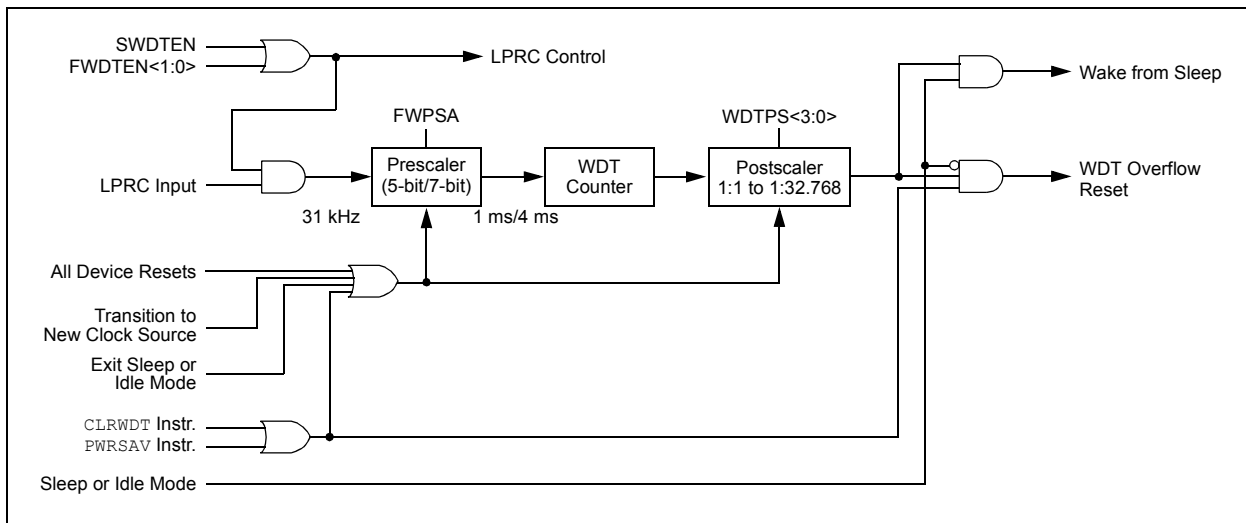 SWDTEN
FWDTEN<1:0>
LPRC Control
Wake from Sleep
FWPSA
WDTPS<3:0>
LPRC Input
Prescaler
(5-bit/7-bit)
WDT
Counter
Postscaler
1:1 to 1:32.768
WDT Overflow
Reset
31 kHz
1 ms/4 ms
All Device Resets
Transition to
New Clock Source
Exit Sleep or
Idle Mode
CLRWDT Instr.
PWRSAV Instr.
Sleep or Idle Mode